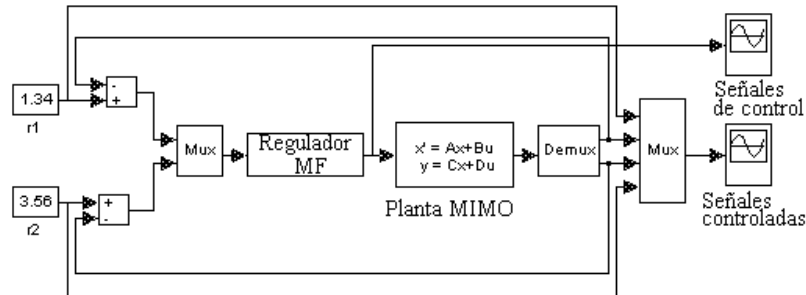 1.34
r1
-
+
3.56
r2
+
-
Mux
Regulador
MF
x' = Ax+Bu
y = Cx+Du
Planta MIMO
Demux
Mux
Señales
de control
Señales
controladas